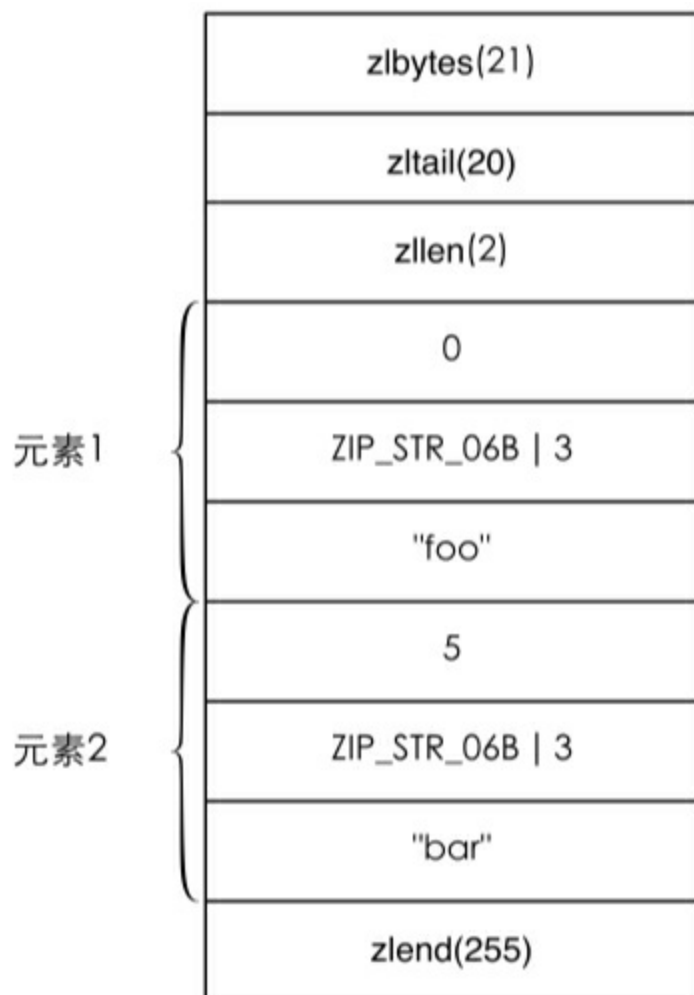 zlbytes(21)
zltail(20)
zllen(2)
元素1
0
ZIP_STR_06B | 3
"foo"
元素2
5
ZIP_STR_06B | 3
"bar"
zlend(255)